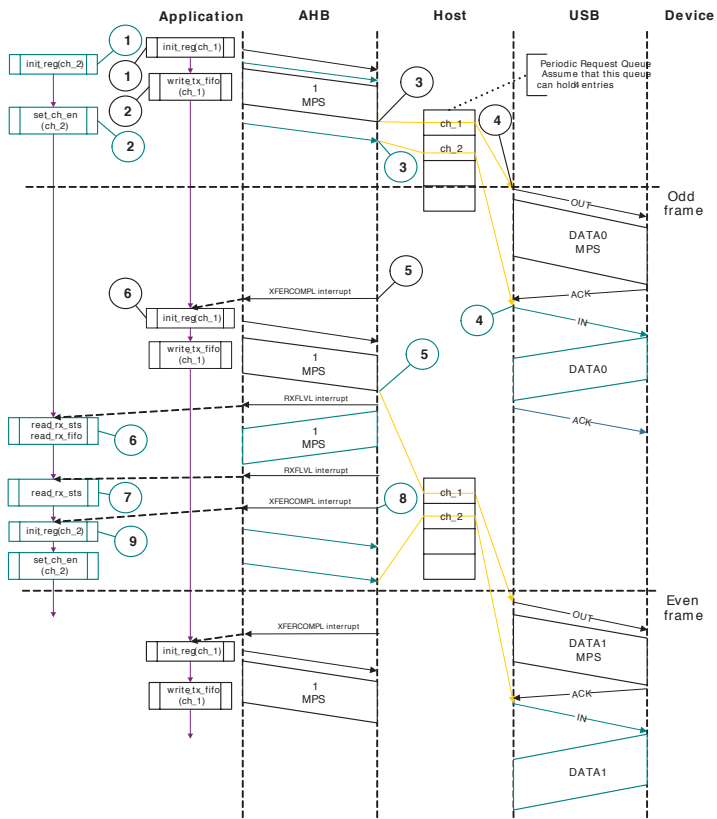 Application AHB Host USB Device
1
1
init_reg(ch_1)
init_reg(ch_2)
write_tx_fifo
(ch_1)
1
MPS
3
Periodic Request Queue
Assume that this queue
can hold 4 entries
2
set_ch_en
(ch_2)
2
ch_1
4
ch_2
3
Odd
frame
OUT
DATA0
MPS
5
ACK
XFERCOMPL interrupt
6
init_reg(ch_1)
4
IN
write_tx_fifo
(ch_1)
1
MPS
5
DATA0
RXFLVL interrupt
ACK
read_rx_sts
read_rx_fifo
6
1
MPS
RXFLVL interrupt
read_rx_sts
7
XFERCOMPL interrupt
8
ch_1
init_reg(ch_2)
9
ch_2
set_ch_en
(ch_2)
Even
frame
OUT
XFERCOMPL interrupt
init_reg(ch_1)
DATA1
MPS
write_tx_fifo
(ch_1)
1
MPS
ACK
IN
DATA1